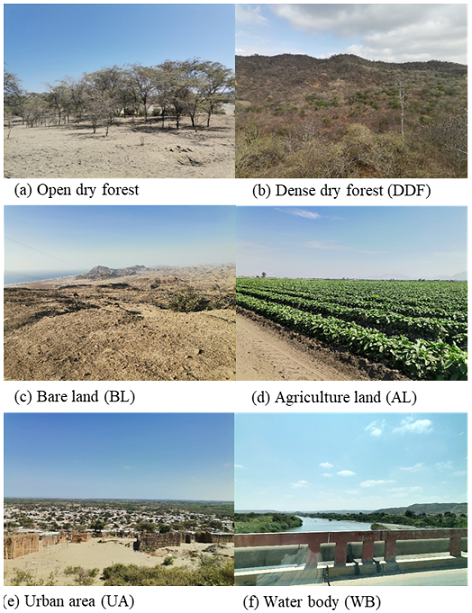 (a) Open dry forest
(b) Dense dry forest (DDF)
(c) Bare land (BL)
(d) Agriculture land (AL)
(e) Urban area (UA)
(f) Water body (WB)